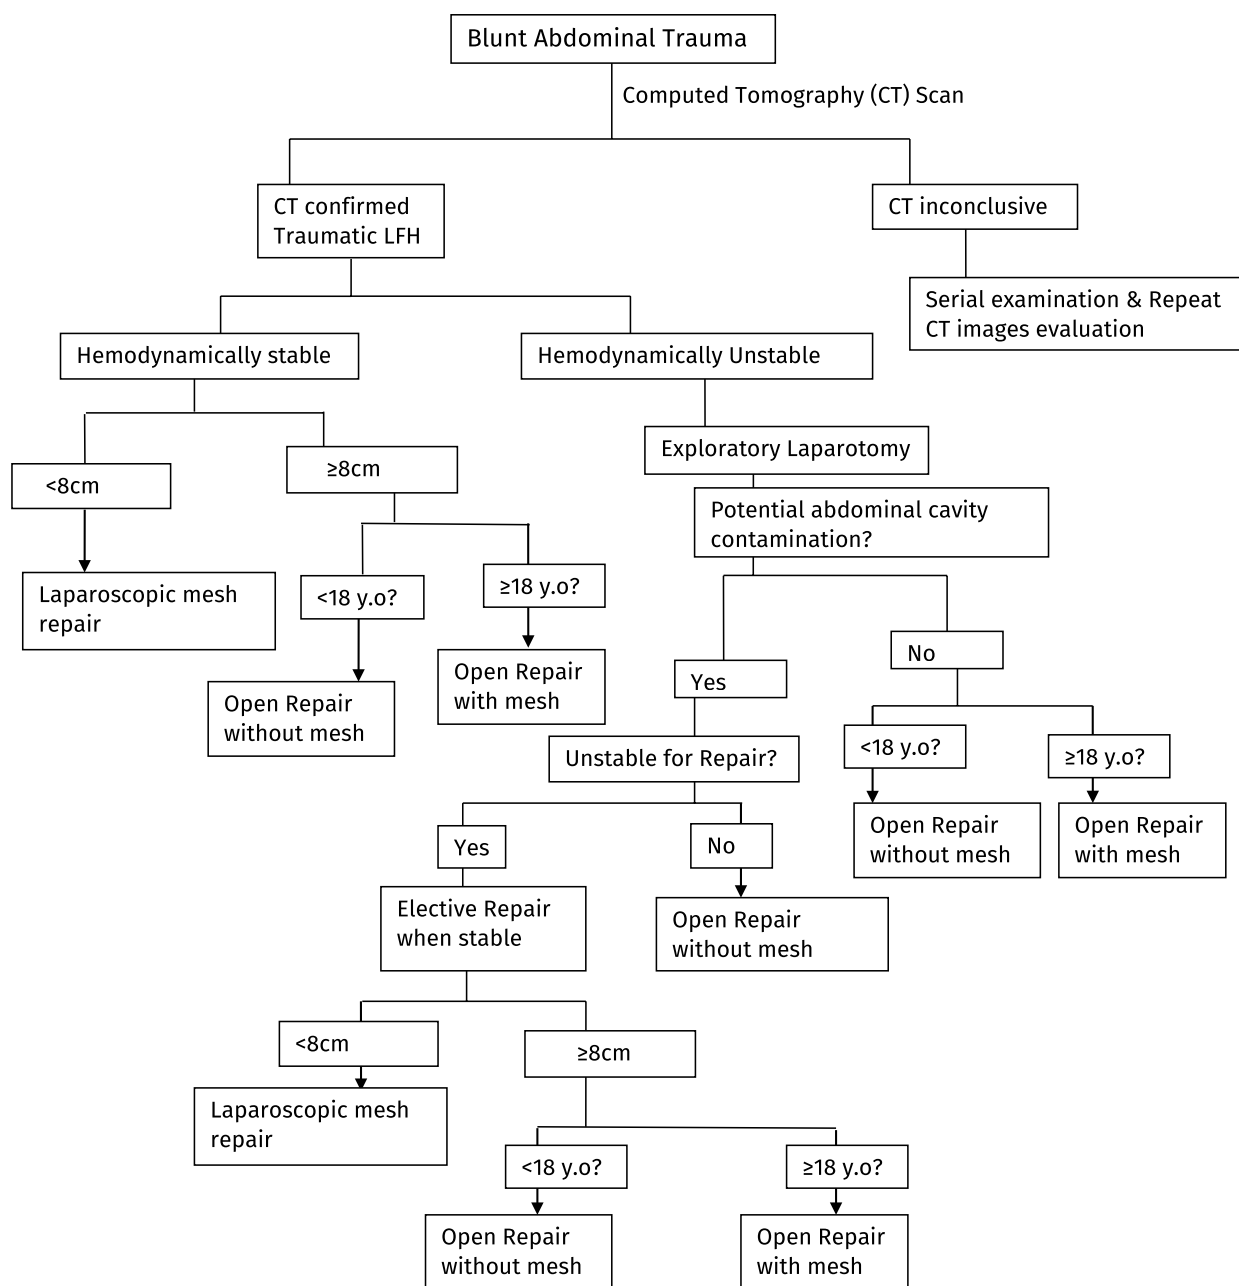 Blunt Abdominal Trauma
Computed Tomography (CT) Scan
CT confirmed
Traumatic LFH
CT inconclusive
Serial examination & Repeat
CT images evaluation
Hemodynamically stable
Hemodynamically Unstable
<8cm
≥8cm
Exploratory Laparotomy
Potential abdominal cavity
contamination?
Laparoscopic mesh
repair
<18 y.o?
≥18 y.o?
Open Repair
without mesh
Open Repair
with mesh
Yes
No
Unstable for Repair?
<18 y.o?
≥18 y.o?
Open Repair
without mesh
Open Repair
with mesh
Yes
No
Elective Repair
when stable
Open Repair
without mesh
<8cm
≥8cm
Laparoscopic mesh
repair
<18 y.o?
≥18 y.o?
Open Repair
without mesh
Open Repair
with mesh